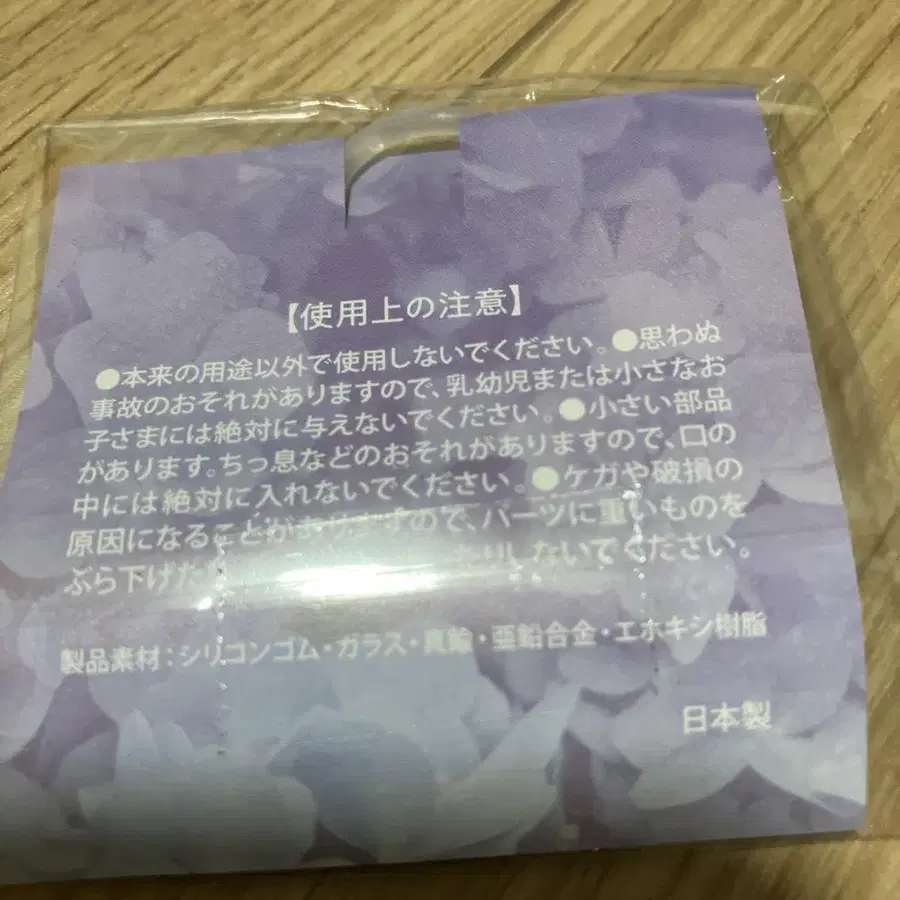 【使用上の注意】
●本来の用途以外で使用しないでください。●思わぬ
事故のおそれがありますので、乳幼児または小さなお
子さまには絶対に与えないでください。●小さい部品
があります。ちっ息などのおそれがありますので、口の
中には絶対に入れないでください。●ケガや破損の
原因になることがありますので、パーツに重いものを
ぶら下げた たりしないでください。
製品素材：シリコンゴム・ガラス・真鍮・亜鉛合金・エポキシ樹脂
日本製